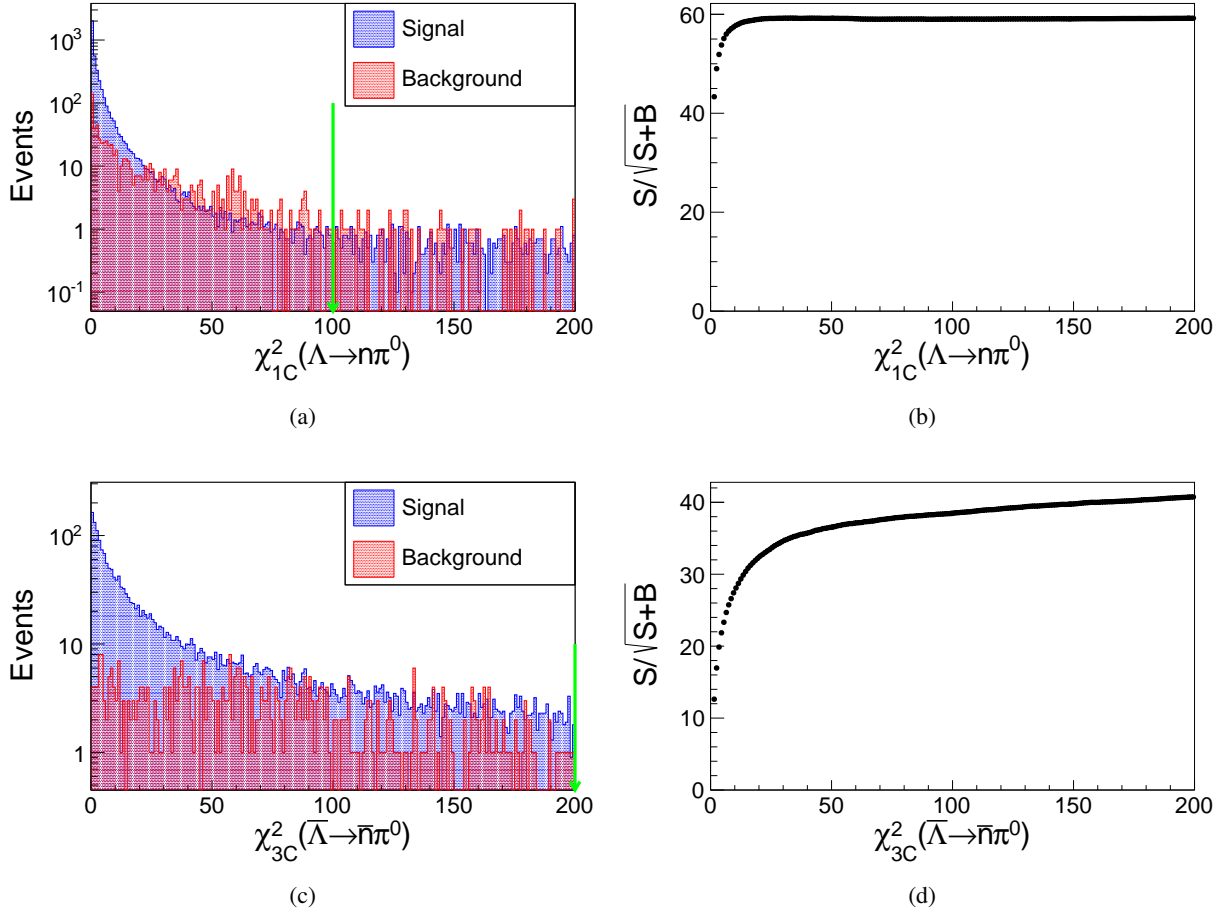 Signal
Background
Events
10³
10²
10
1
10⁻¹
0 50 100 150 200
χ²₁C(Λ→nπ⁰)
(a)
S/√S+B
60
40
20
0
0 50 100 150 200
χ²₁C(Λ→nπ⁰)
(b)
Signal
Background
Events
10²
10
1
0 50 100 150 200
χ²₃C(Λ̅→n̅π⁰)
(c)
S/√S+B
40
30
20
10
0
0 50 100 150 200
χ²₃C(Λ̅→n̅π⁰)
(d)